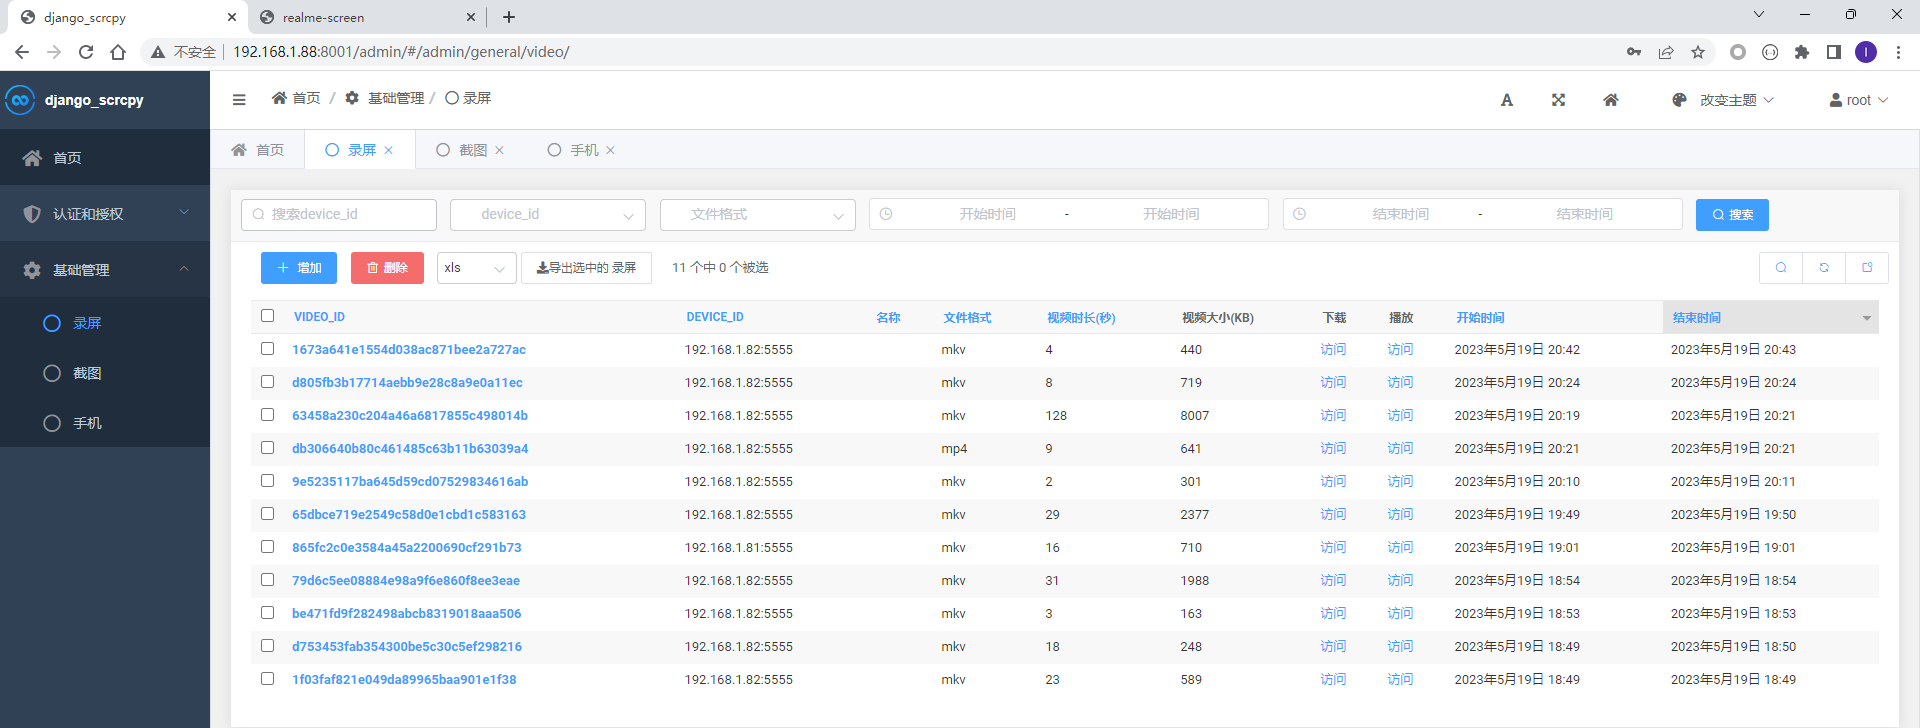 django_scrcpy
realme-screen
不安全 192.168.1.88:8001/admin/#/admin/general/video/
I
django_scrcpy
首页 / 基础管理 / 录屏
A
改变主题
root
首页
认证和授权
基础管理
录屏
截图
手机
首页 录屏 截图 手机
搜索device_id device_id 文件格式 开始时间 - 开始时间 结束时间 - 结束时间 搜索
增加 删除 xls 导出选中的 录屏 11 个中 0 个被选
VIDEO_ID DEVICE_ID 名称 文件格式 视频时长(秒) 视频大小(KB) 下载 播放 开始时间 结束时间
1673a641e1554d038ac871bee2a727ac 192.168.1.82:5555 mkv 4 440 访问 访问 2023年5月19日 20:42 2023年5月19日 20:43
d805fb3b17714aebb9e28c8a9e0a11ec 192.168.1.82:5555 mkv 8 719 访问 访问 2023年5月19日 20:24 2023年5月19日 20:24
63458a230c204a46a6817855c498014b 192.168.1.82:5555 mkv 128 8007 访问 访问 2023年5月19日 20:19 2023年5月19日 20:21
db306640b80c461485c63b11b63039a4 192.168.1.82:5555 mp4 9 641 访问 访问 2023年5月19日 20:21 2023年5月19日 20:21
9e5235117ba645d59cd07529834616ab 192.168.1.82:5555 mkv 2 301 访问 访问 2023年5月19日 20:10 2023年5月19日 20:11
65dbce719e2549c58d0e1cbd1c583163 192.168.1.82:5555 mkv 29 2377 访问 访问 2023年5月19日 19:49 2023年5月19日 19:50
865fc2c0e3584a45a2200690cf291b73 192.168.1.81:5555 mkv 16 710 访问 访问 2023年5月19日 19:01 2023年5月19日 19:01
79d6c5ee08884e98a9f6e860f8ee3eae 192.168.1.82:5555 mkv 31 1988 访问 访问 2023年5月19日 18:54 2023年5月19日 18:54
be471fd9f282498abcb8319018aaa506 192.168.1.82:5555 mkv 3 163 访问 访问 2023年5月19日 18:53 2023年5月19日 18:53
d753453fab354300be5c30c5ef298216 192.168.1.82:5555 mkv 18 248 访问 访问 2023年5月19日 18:49 2023年5月19日 18:50
1f03faf821e049da89965baa901e1f38 192.168.1.82:5555 mkv 23 589 访问 访问 2023年5月19日 18:49 2023年5月19日 18:49